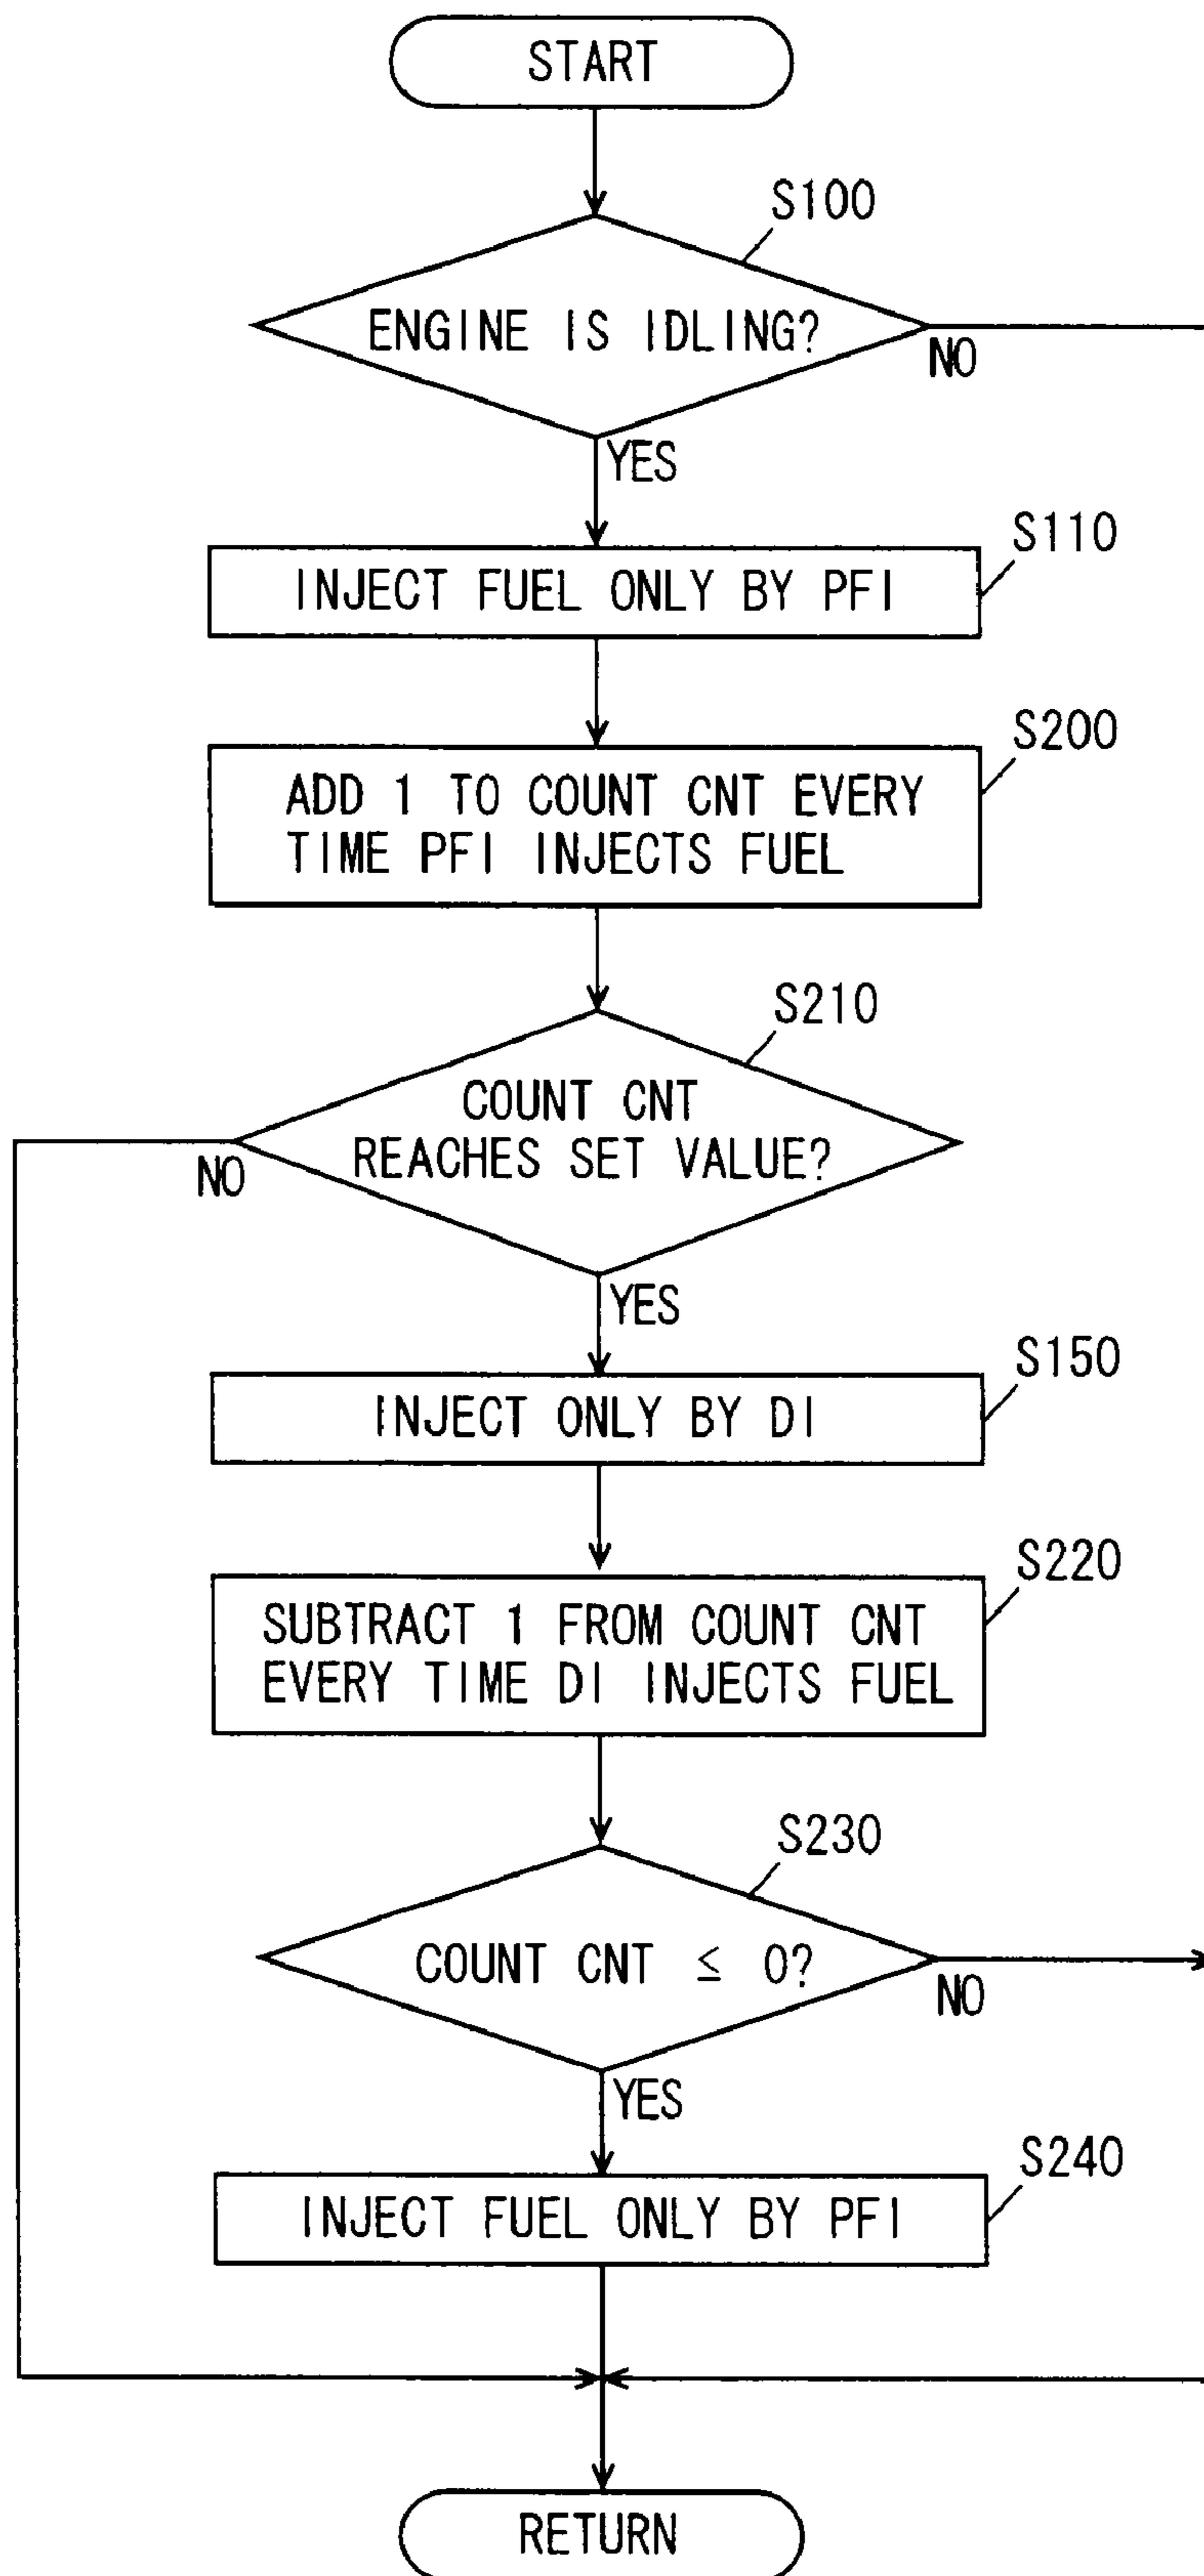 START
S100
ENGINE IS IDLING?
NO
YES
S110
INJECT FUEL ONLY BY PFI
S200
ADD 1 TO COUNT CNT EVERY
TIME PFI INJECTS FUEL
S210
COUNT CNT
REACHES SET VALUE?
NO
YES
S150
INJECT ONLY BY DI
S220
SUBTRACT 1 FROM COUNT CNT
EVERY TIME DI INJECTS FUEL
S230
COUNT CNT ≤ 0?
NO
YES
S240
INJECT FUEL ONLY BY PFI
RETURN